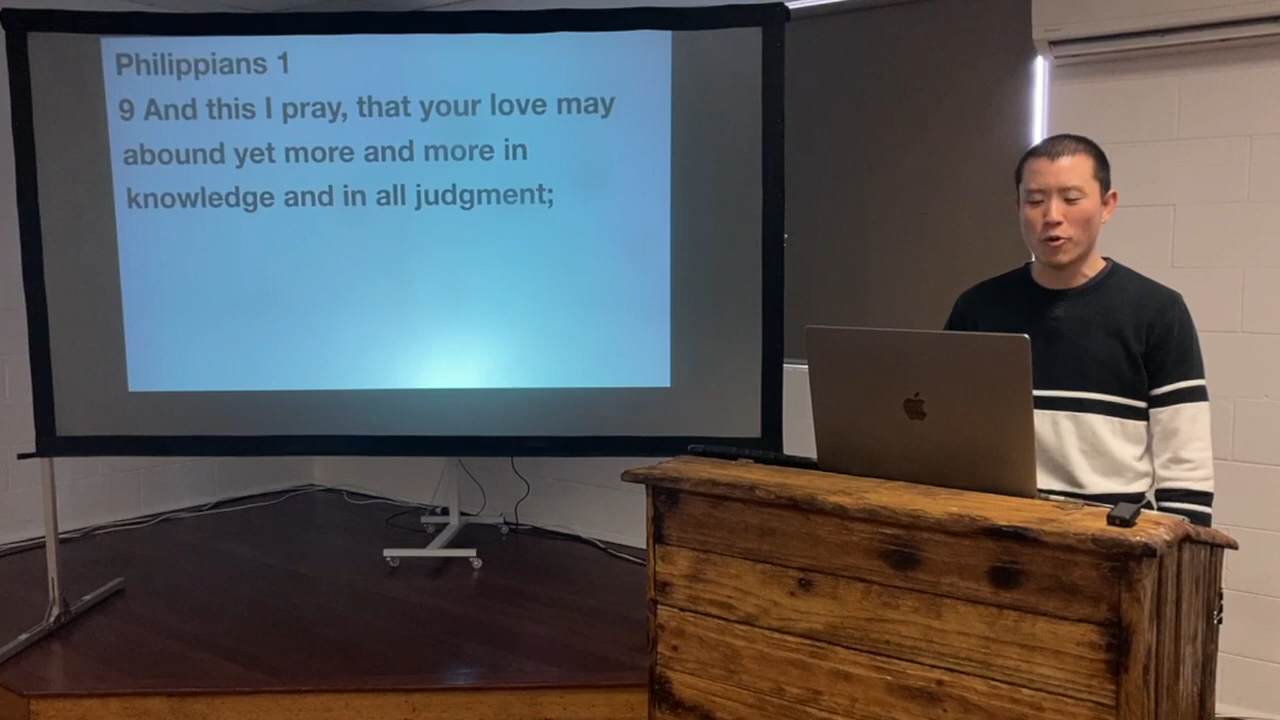 Philippians 1
9 And this I pray, that your love may
abound yet more and more in
knowledge and in all judgment;